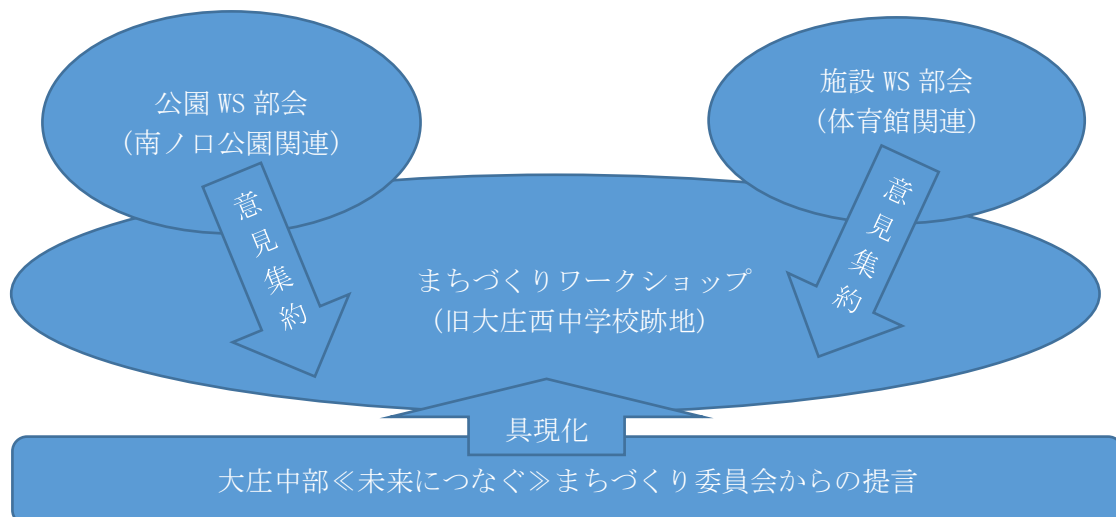 公園 WS 部会
（南ノ口公園関連）
施設 WS 部会
（体育館関連）
意見集約
意見集約
まちづくりワークショップ
（旧大庄西中学校跡地）
具現化
大庄中部≪未来につなぐ≫まちづくり委員会からの提言